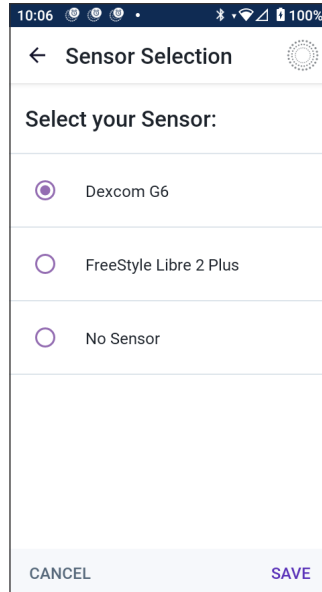 10:06 100%
Sensor Selection
Select your Sensor:
Dexcom G6
FreeStyle Libre 2 Plus
No Sensor
CANCEL SAVE